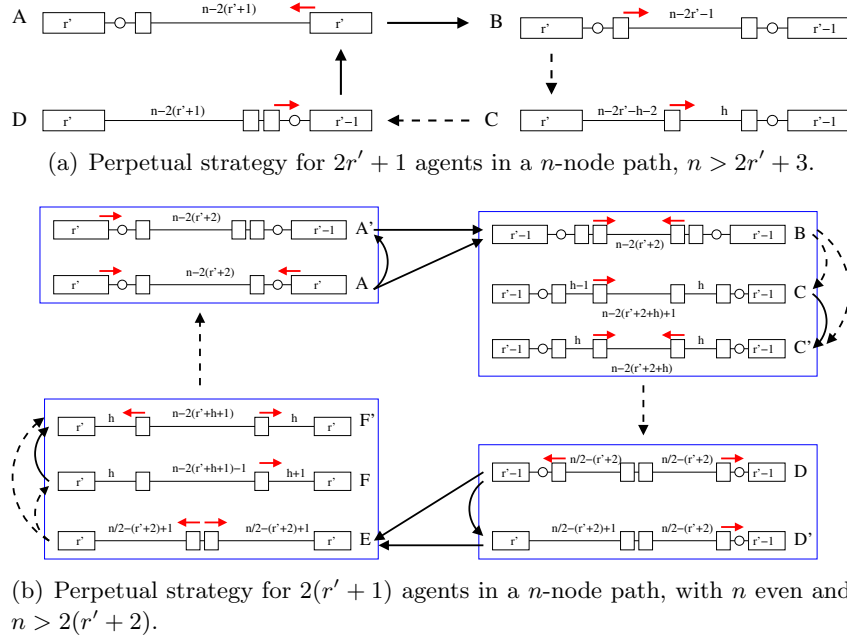 A r' n−2(r'+1) r'
B r' n−2r'−1 r'−1
D r' n−2(r'+1) r'−1
C r' n−2r'−h−2 h r'−1
(a) Perpetual strategy for 2r' + 1 agents in a n-node path, n > 2r' + 3.
r' n−2(r'+2) r'−1 A'
r' n−2(r'+2) r' A
r'−1 n−2(r'+2) r'−1 B
r'−1 h−1 n−2(r'+2+h)+1 h r'−1 C
r'−1 h n−2(r'+2+h) h r'−1 C'
r' h n−2(r'+h+1) h r' F'
r' h n−2(r'+h+1)−1 h+1 r' F
r' n/2−(r'+2)+1 n/2−(r'+2)+1 r' E
r'−1 n/2−(r'+2) n/2−(r'+2) r'−1 D
r' n/2−(r'+2)+1 n/2−(r'+2) r'−1 D'
(b) Perpetual strategy for 2(r' + 1) agents in a n-node path, with n even and
n > 2(r' + 2).